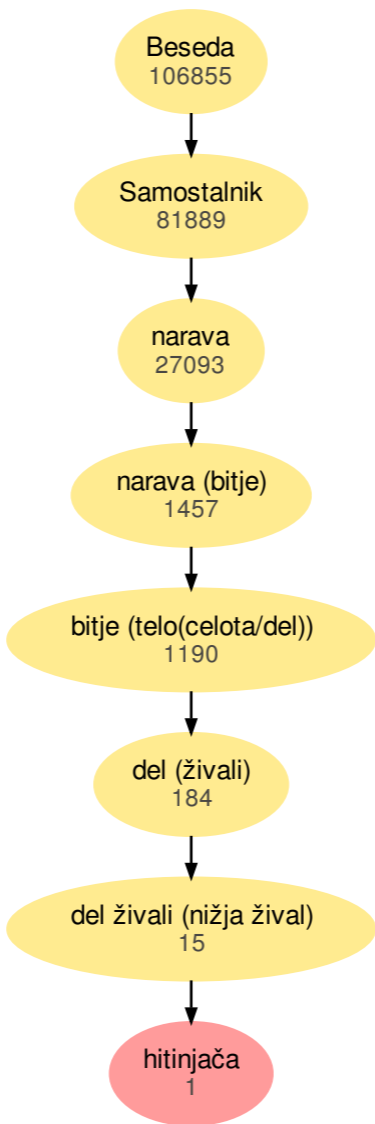 Beseda
106855
Samostalnik
81889
narava
27093
narava (bitje)
1457
bitje (telo(celota/del))
1190
del (živali)
184
del živali (nižja žival)
15
hitinjača
1